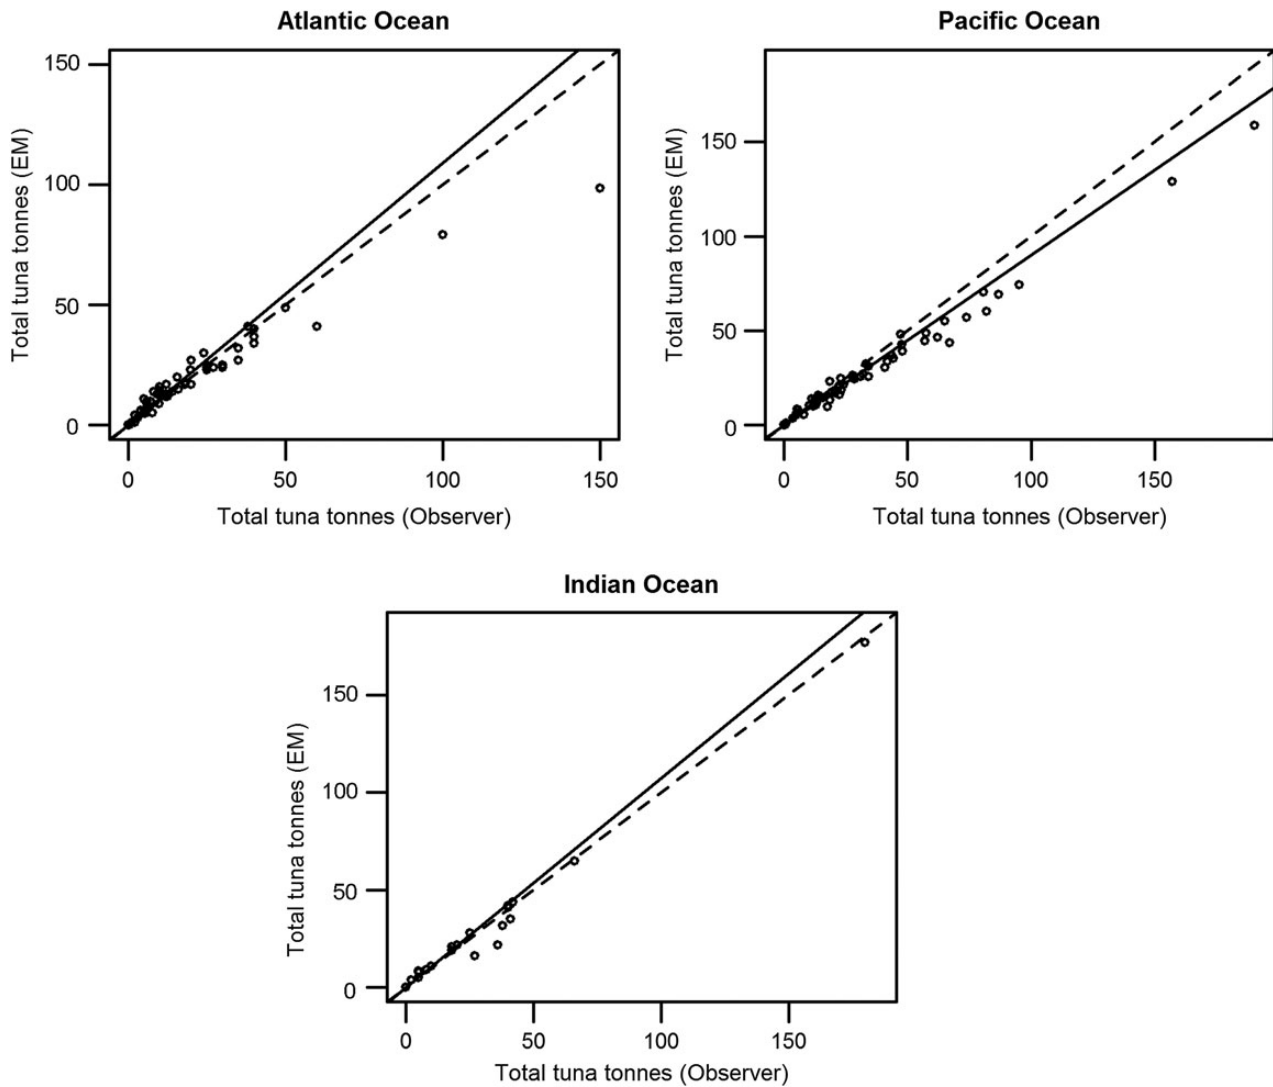 Atlantic Ocean
Total tuna tonnes (EM)
150
100
50
0
0 50 100 150
Total tuna tonnes (Observer)
Pacific Ocean
Total tuna tonnes (EM)
150
100
50
0
0 50 100 150
Total tuna tonnes (Observer)
Indian Ocean
Total tuna tonnes (EM)
150
100
50
0
0 50 100 150
Total tuna tonnes (Observer)